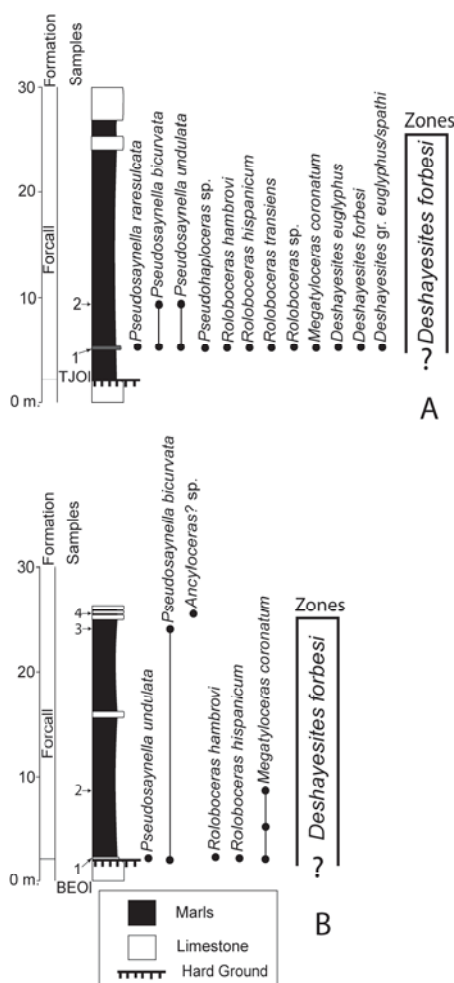 Formation
Samples
30
20
10
0 m.
Forcall
2
1
TJOI
Pseudosaynella raresulcata
Pseudosaynella bicurvata
Pseudosaynella undulata
Pseudohaploceras sp.
Roloboceras hambrovi
Roloboceras hispanicum
Roloboceras transiens
Roloboceras sp.
Megatyloceras coronatum
Deshayesites euglyphus
Deshayesites forbesi
Deshayesites gr. euglyphus/spathi
Zones
Deshayesites forbesi
?
A
Formation
Samples
30
20
10
0 m.
Forcall
4
3
2
1
BEOI
Pseudosaynella undulata
Pseudosaynella bicurvata
Ancyloceras? sp.
Roloboceras hambrovi
Roloboceras hispanicum
Megatyloceras coronatum
Zones
Deshayesites forbesi
?
B
Marls
Limestone
Hard Ground